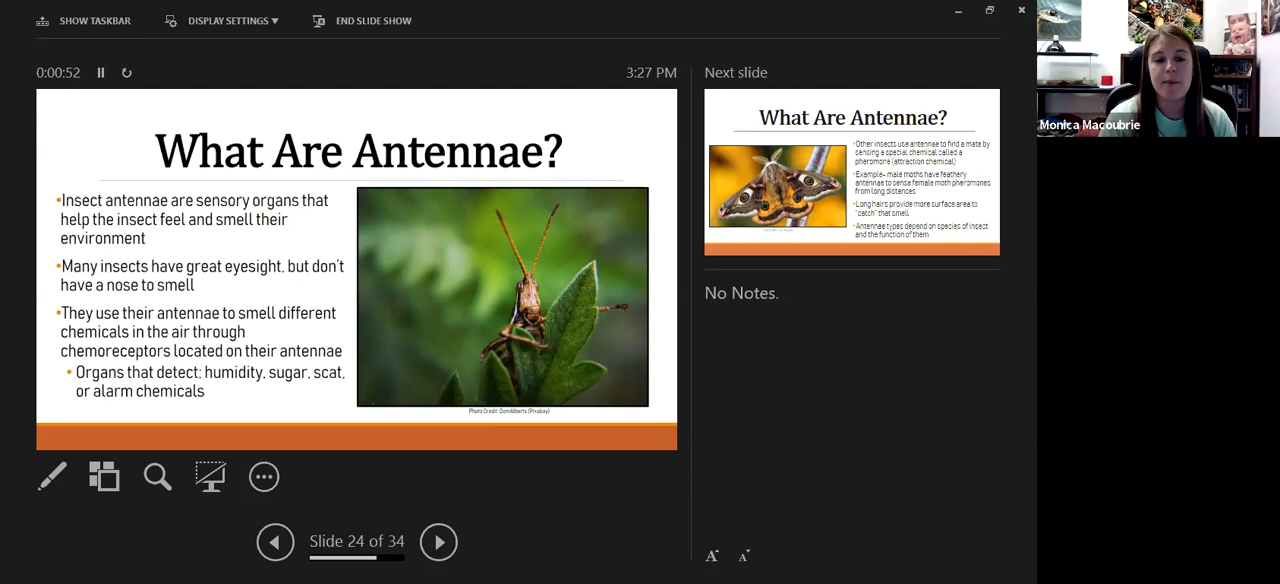 SHOW TASKBAR
DISPLAY SETTINGS ▼
END SLIDE SHOW
0:00:52
3:27 PM
What Are Antennae?
•Insect antennae are sensory organs that
help the insect feel and smell their
environment
•Many insects have great eyesight, but don't
have a nose to smell
•They use their antennae to smell different
chemicals in the air through
chemoreceptors located on their antennae
• Organs that detect; humidity, sugar, scat,
or alarm chemicals
Photo Credit: DomAlberts (Pixabay)
Slide 24 of 34
Next slide
What Are Antennae?
•Other insects use antennae to find a mate by
sensing a special chemical called a
pheromone (attraction chemical)
•Example- male moths have feathery
antennae to sense female moth pheromones
from long distances
•Long hairs provide more surface area to
"catch" that smell
•Antennae types depend on species of insect
and the function of them
No Notes.
A A
Monica Macoubrie